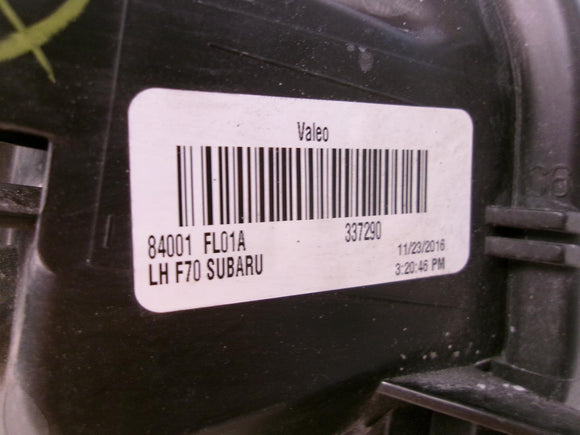 Valeo
84001 FL01A 337290 11/23/2016
LH F70 SUBARU 3:20:46 PM